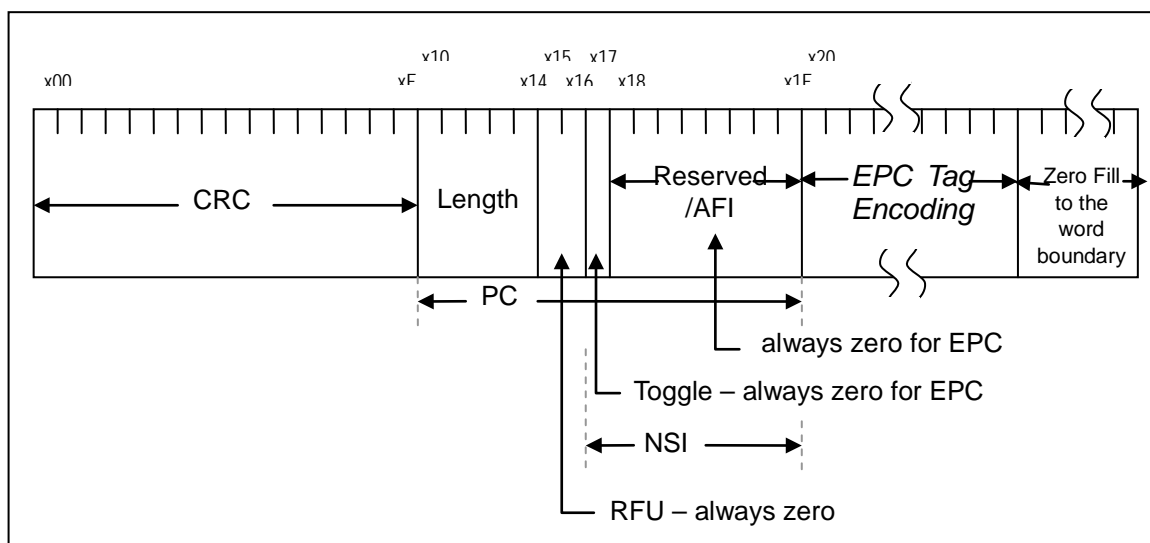 x10 x15 x17 x20
x00 xF x14 x16 x18 x1F
CRC
Length
Reserved
/AFI
EPC Tag
Encoding
Zero Fill
to the
word
boundary
PC
always zero for EPC
Toggle – always zero for EPC
NSI
RFU – always zero